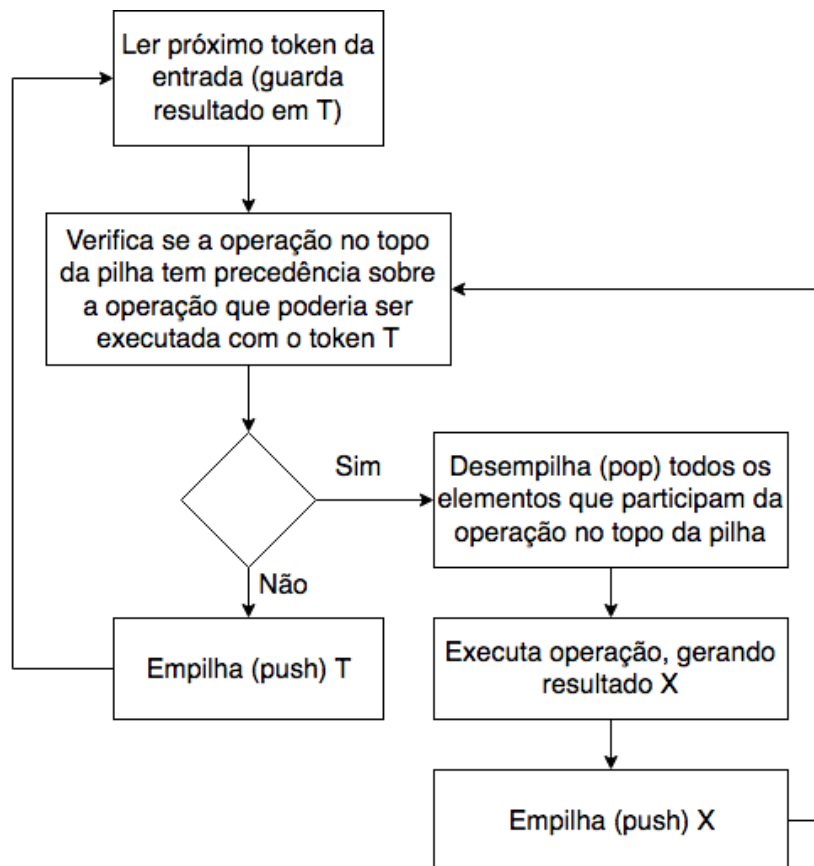 Ler próximo token da
entrada (guarda
resultado em T)
Verifica se a operação no topo
da pilha tem precedência sobre
a operação que poderia ser
executada com o token T
Sim
Desempilha (pop) todos os
elementos que participam da
operação no topo da pilha
Não
Empilha (push) T
Executa operação, gerando
resultado X
Empilha (push) X